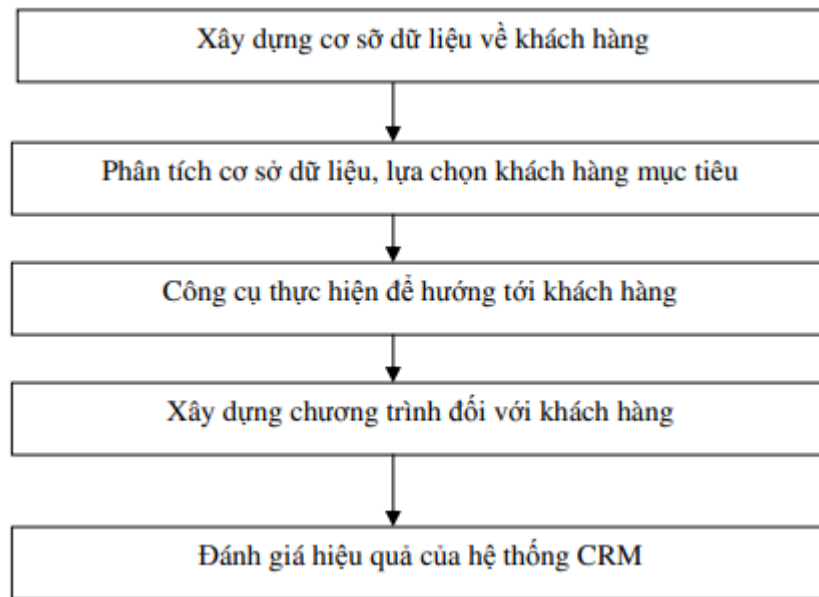 Xây dựng cơ sỡ dữ liệu về khách hàng
Phân tích cơ sở dữ liệu, lựa chọn khách hàng mục tiêu
Công cụ thực hiện để hướng tới khách hàng
Xây dựng chương trình đối với khách hàng
Đánh giá hiệu quả của hệ thống CRM